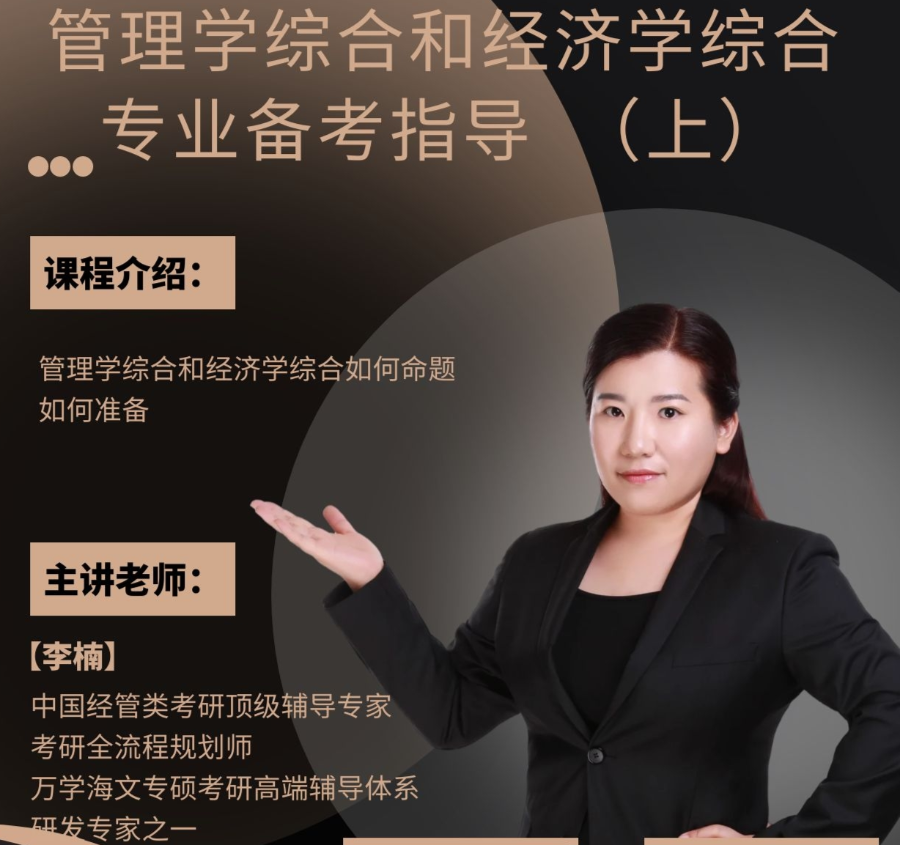 管理学综合和经济学综合
专业备考指导 （上）
课程介绍：
管理学综合和经济学综合如何命题
如何准备
主讲老师：
【李楠】
中国经管类考研顶级辅导专家
考研全流程规划师
万学海文专硕考研高端辅导体系
研发专家之一